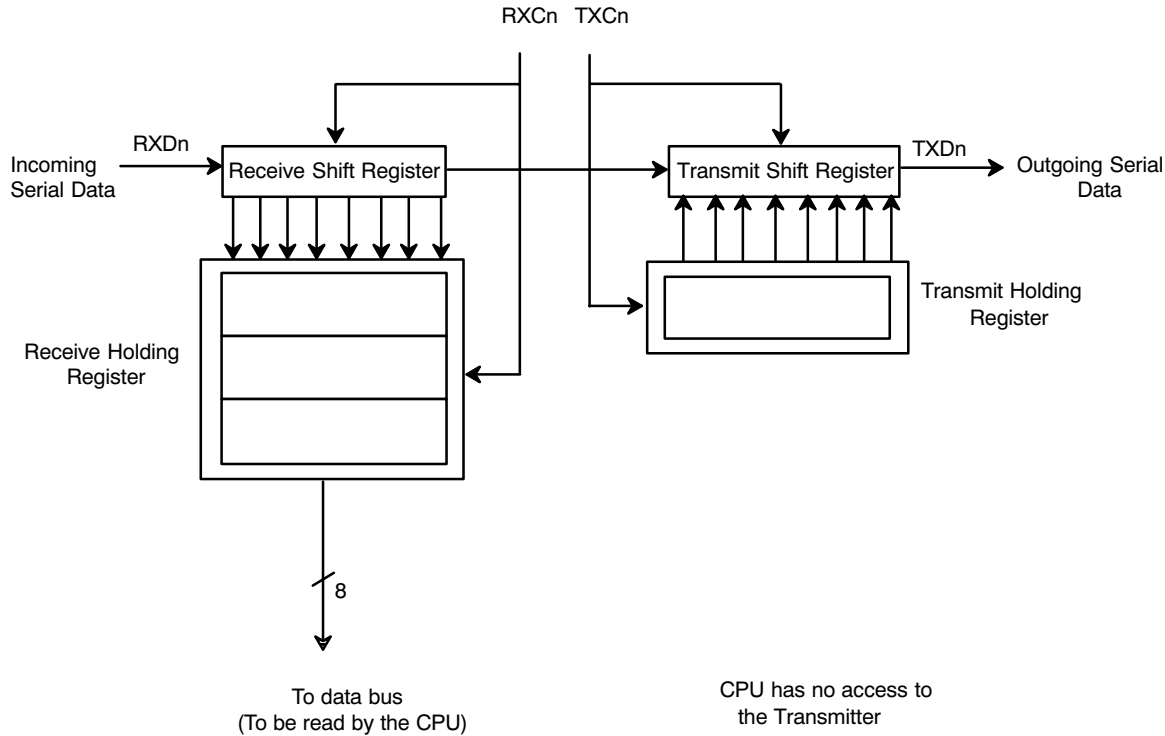 RXCn TXCn
RXDn
Incoming
Serial Data
Receive Shift Register
Transmit Shift Register
TXDn
Outgoing Serial
Data
Receive Holding
Register
Transmit Holding
Register
8
To data bus
(To be read by the CPU)
CPU has no access to
the Transmitter